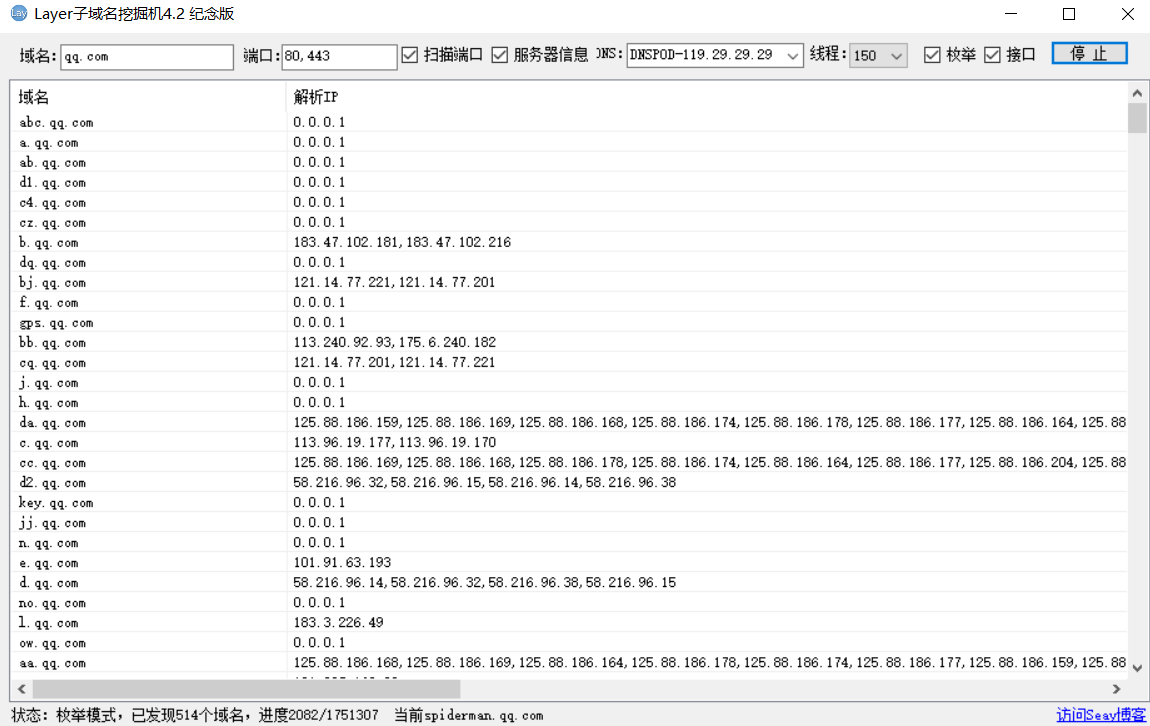 Lay Layer子域名挖掘机4.2 纪念版
域名: qq.com 端口: 80,443 扫描端口 服务器信息 DNS: DNSPOD-119.29.29.29 线程: 150 枚举 接口 停 止
域名 解析IP
abc.qq.com 0.0.0.1
a.qq.com 0.0.0.1
ab.qq.com 0.0.0.1
d1.qq.com 0.0.0.1
c4.qq.com 0.0.0.1
cz.qq.com 0.0.0.1
b.qq.com 183.47.102.181,183.47.102.216
dq.qq.com 0.0.0.1
bj.qq.com 121.14.77.221,121.14.77.201
f.qq.com 0.0.0.1
gps.qq.com 0.0.0.1
bb.qq.com 113.240.92.93,175.6.240.182
cq.qq.com 121.14.77.201,121.14.77.221
j.qq.com 0.0.0.1
h.qq.com 0.0.0.1
da.qq.com 125.88.186.159,125.88.186.169,125.88.186.168,125.88.186.174,125.88.186.178,125.88.186.177,125.88.186.164,125.88
c.qq.com 113.96.19.177,113.96.19.170
cc.qq.com 125.88.186.169,125.88.186.168,125.88.186.178,125.88.186.174,125.88.186.164,125.88.186.177,125.88.186.204,125.88
d2.qq.com 58.216.96.32,58.216.96.15,58.216.96.14,58.216.96.38
key.qq.com 0.0.0.1
jj.qq.com 0.0.0.1
n.qq.com 0.0.0.1
e.qq.com 101.91.63.193
d.qq.com 58.216.96.14,58.216.96.32,58.216.96.38,58.216.96.15
no.qq.com 0.0.0.1
l.qq.com 183.3.226.49
ow.qq.com 0.0.0.1
aa.qq.com 125.88.186.168,125.88.186.169,125.88.186.164,125.88.186.178,125.88.186.174,125.88.186.177,125.88.186.159,125.88
状态: 枚举模式，已发现514个域名，进度2082/1751307 当前spiderman.qq.com 访问Seay博客